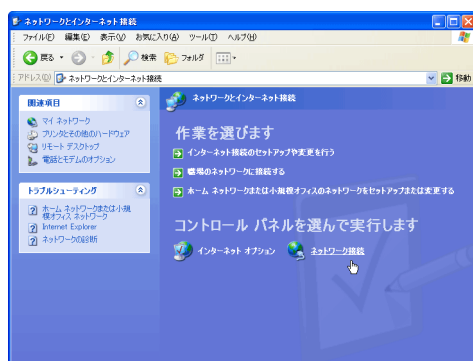 ネットワークとインターネット接続
ファイル(F) 編集(E) 表示(V) お気に入り(A) ツール(T) ヘルプ(H)
戻る 検索 フォルダ
アドレス(D) ネットワークとインターネット接続 移動
関連項目
マイ ネットワーク
プリンタとその他のハードウェア
リモート デスクトップ
電話とモデムのオプション
トラブルシューティング
ホーム ネットワークまたは小規
模オフィス ネットワーク
Internet Explorer
ネットワークの診断
ネットワークとインターネット接続
作業を選びます
インターネット接続のセットアップや変更を行う
職場のネットワークに接続する
ホーム ネットワークまたは小規模オフィスのネットワークをセットアップまたは変更する
コントロール パネルを選んで実行します
インターネット オプション ネットワーク接続